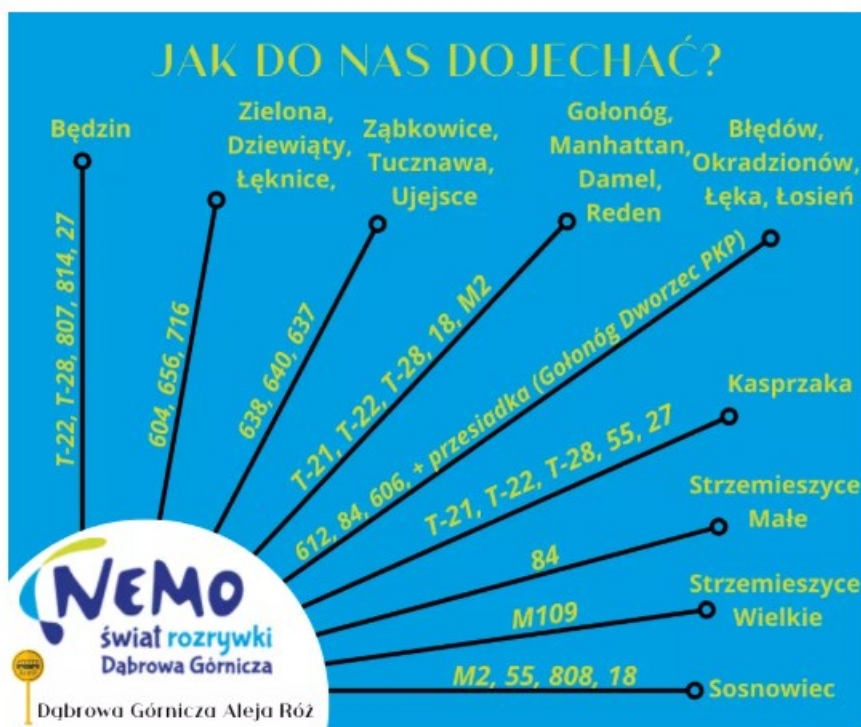 JAK DO NAS DOJECHAĆ?
Będzin
T-22, T-28, 807, 814, 27
Zielona,
Dziewiąty,
Łęknice,
604, 656, 716
Ząbkowice,
Tucznawa,
Ujejsce
638, 640, 637
Gołonóg,
Manhattan,
Damel,
Reden
T-21, T-22, T-28, 18, M2
Błędów,
Okradzionów,
Łęka, Łosień
612, 84, 606, + przesiadka (Gołonóg Dworzec PKP)
Kasprzaka
T-21, T-22, T-28, 55, 27
Strzemieszyce
Małe
84
Strzemieszyce
Wielkie
M109
Sosnowiec
M2, 55, 808, 18
NEMO
świat rozrywki
Dąbrowa Górnicza
Dąbrowa Górnicza Aleja Róż